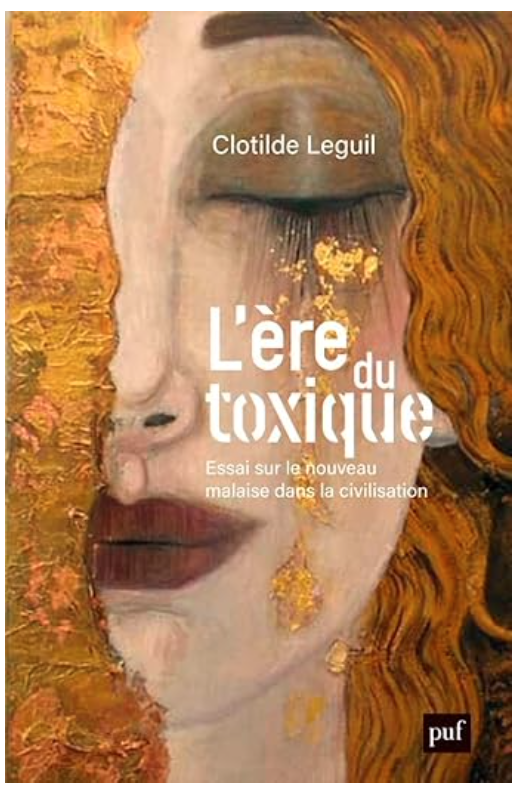 Clotilde Leguil
L'ère
du
toxique
Essai sur le nouveau
malaise dans la civilisation
puf